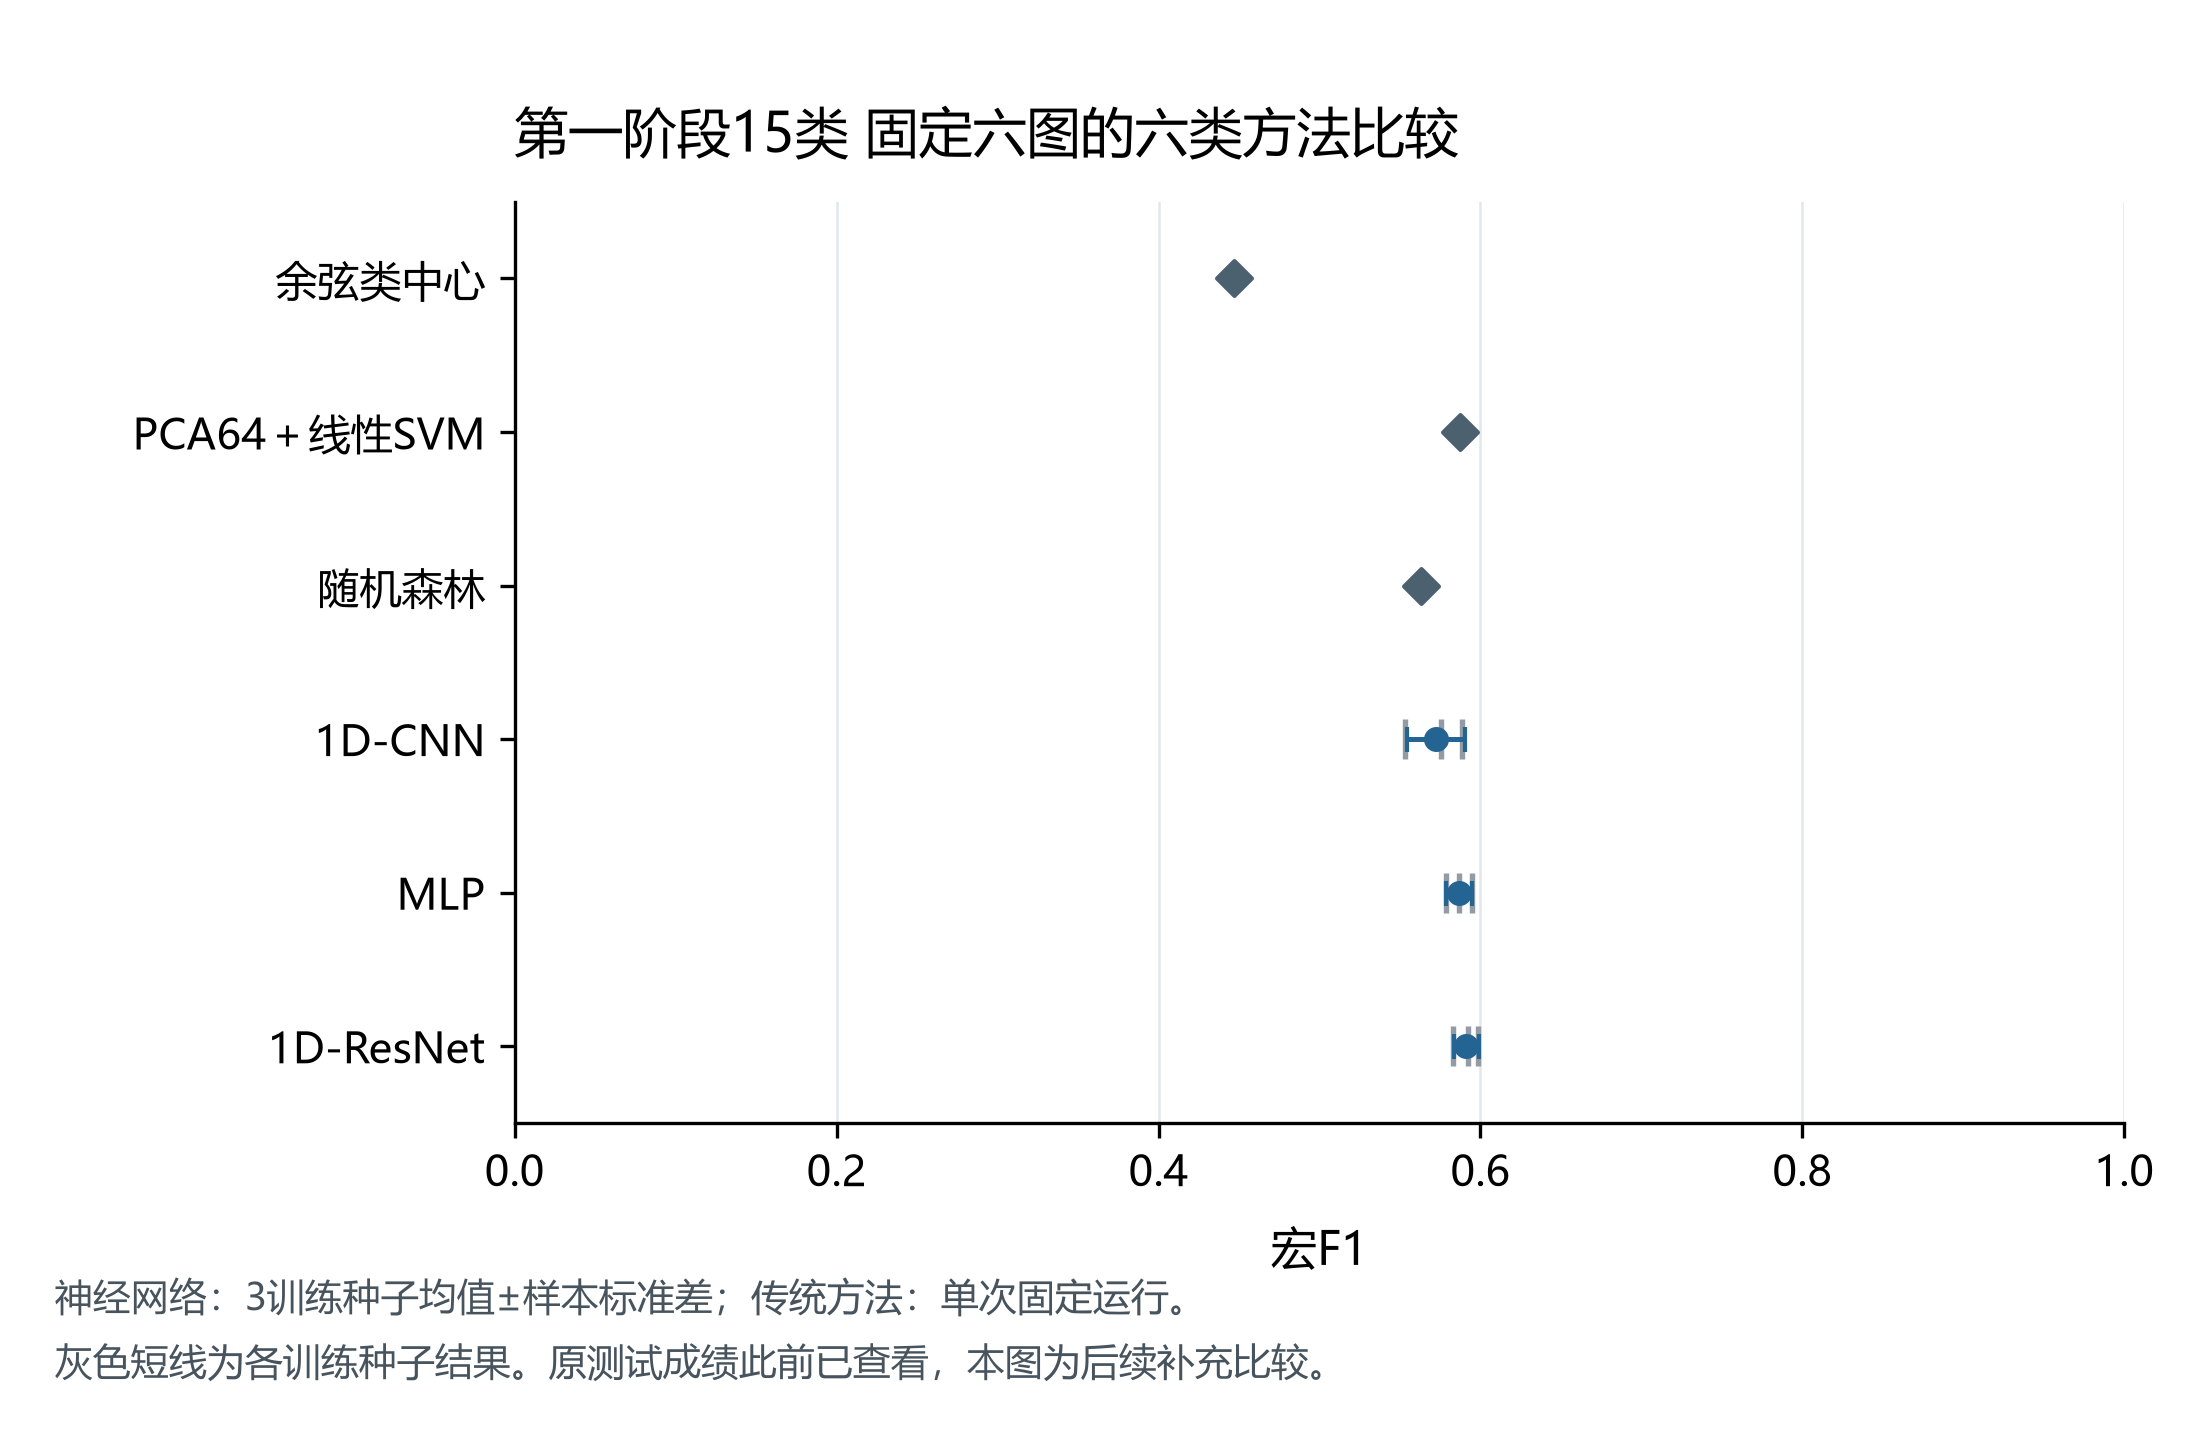 第一阶段15类 固定六图的六类方法比较
余弦类中心
PCA64 + 线性SVM
随机森林
1D-CNN
MLP
1D-ResNet
0.0 0.2 0.4 0.6 0.8 1.0
宏F1
神经网络：3训练种子均值±样本标准差；传统方法：单次固定运行。
灰色短线为各训练种子结果。原测试成绩此前已查看，本图为后续补充比较。